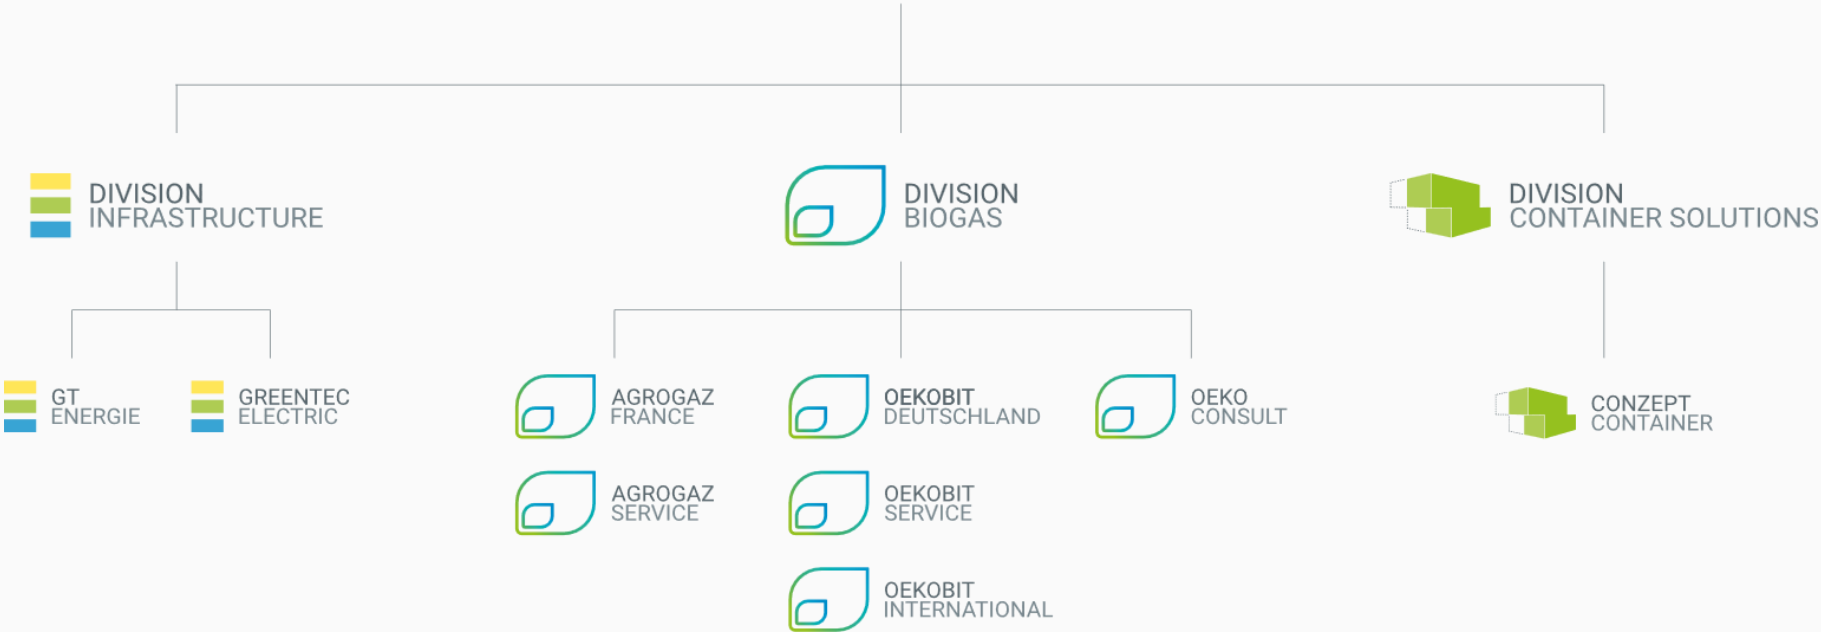 DIVISION
INFRASTRUCTURE
DIVISION
BIOGAS
DIVISION
CONTAINER SOLUTIONS
GT
ENERGIE
GREENTEC
ELECTRIC
AGROGAZ
FRANCE
OEKOBIT
DEUTSCHLAND
OEKO
CONSULT
CONZEPT
CONTAINER
AGROGAZ
SERVICE
OEKOBIT
SERVICE
OEKOBIT
INTERNATIONAL